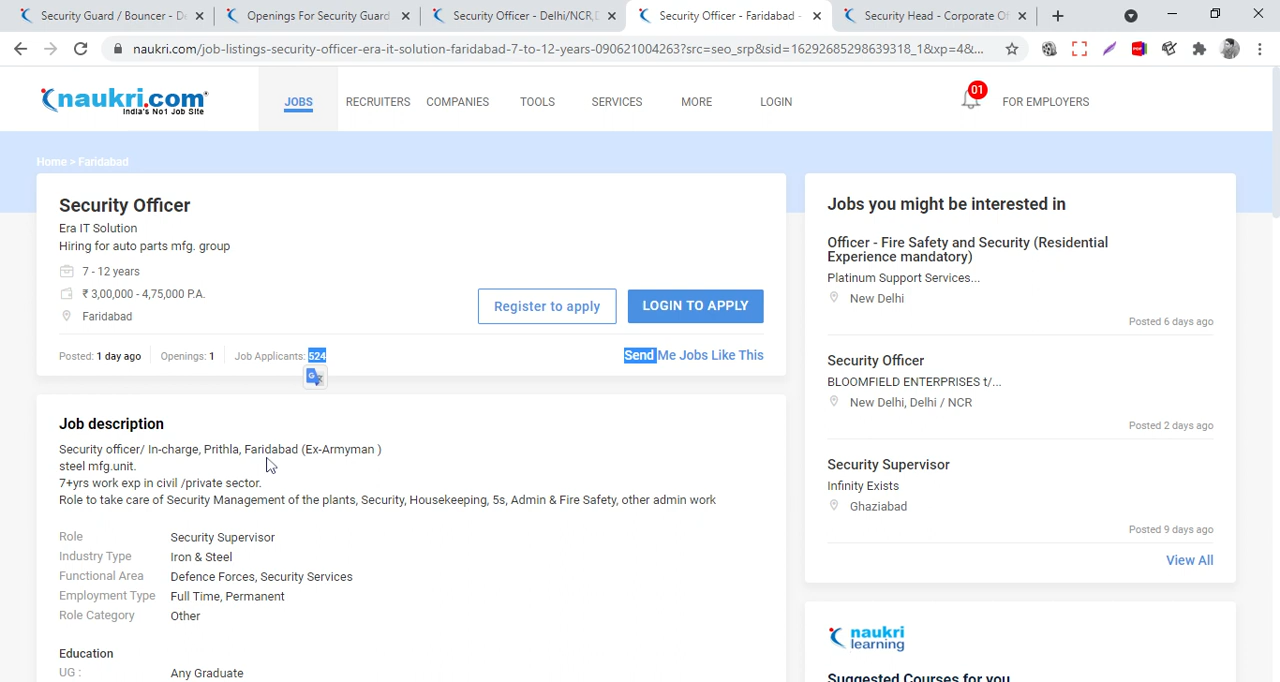 Security Guard / Bouncer - De
Openings For Security Guard
Security Officer - Delhi/NCR,D
Security Officer - Faridabad -
Security Head - Corporate Of
naukri.com/job-listings-security-officer-era-it-solution-faridabad-7-to-12-years-090621004263?src=seo_srp&sid=16292685298639318_1&xp=4&...
naukri.com
India's No1 Job Site
JOBS
RECRUITERS
COMPANIES
TOOLS
SERVICES
MORE
LOGIN
01
FOR EMPLOYERS
Home > Faridabad
Security Officer
Era IT Solution
Hiring for auto parts mfg. group
7 - 12 years
₹ 3,00,000 - 4,75,000 P.A.
Faridabad
Register to apply
LOGIN TO APPLY
Posted: 1 day ago
Openings: 1
Job Applicants: 524
Send Me Jobs Like This
Job description
Security officer/ In-charge, Prithla, Faridabad (Ex-Armyman )
steel mfg.unit.
7+yrs work exp in civil /private sector.
Role to take care of Security Management of the plants, Security, Housekeeping, 5s, Admin & Fire Safety, other admin work
Role Security Supervisor
Industry Type Iron & Steel
Functional Area Defence Forces, Security Services
Employment Type Full Time, Permanent
Role Category Other
Education
UG : Any Graduate
Jobs you might be interested in
Officer - Fire Safety and Security (Residential
Experience mandatory)
Platinum Support Services...
New Delhi
Posted 6 days ago
Security Officer
BLOOMFIELD ENTERPRISES t/...
New Delhi, Delhi / NCR
Posted 2 days ago
Security Supervisor
Infinity Exists
Ghaziabad
Posted 9 days ago
View All
naukri
learning
Suggested Courses for you